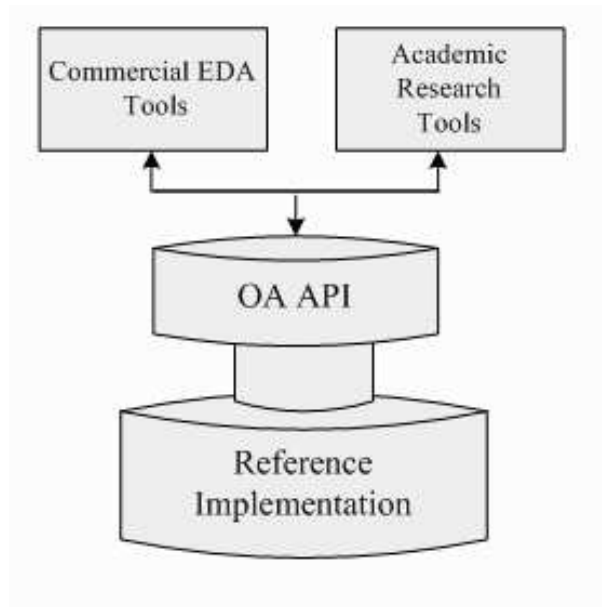 Commercial EDA
Tools
Academic
Research
Tools
OA API
Reference
Implementation